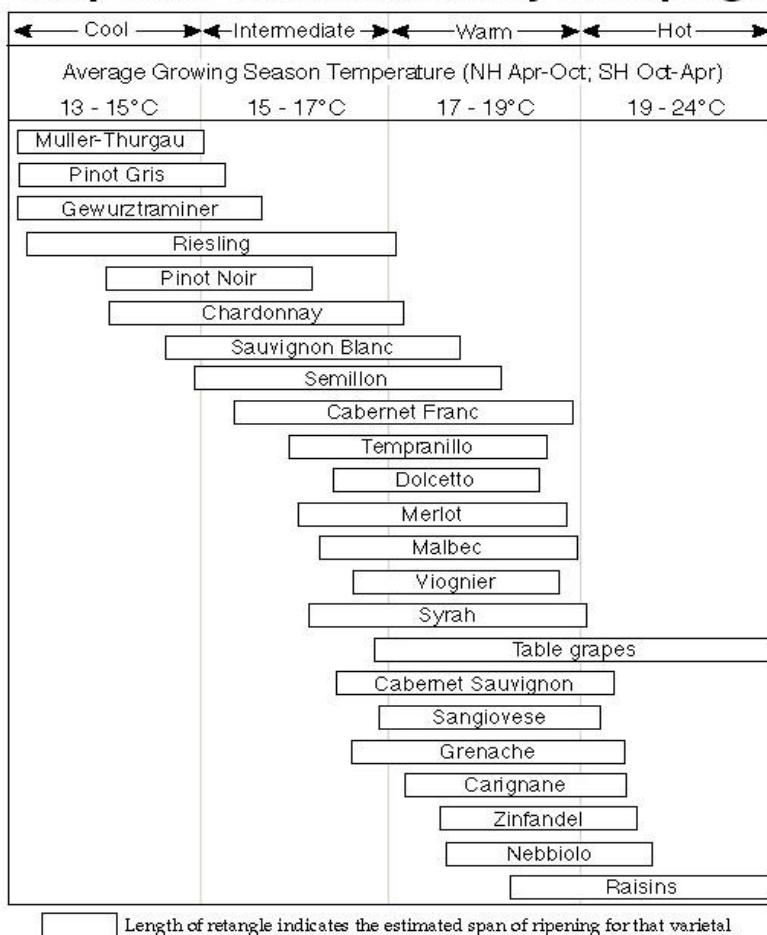 Cool Intermediate Warm Hot
Average Growing Season Temperature (NH Apr-Oct; SH Oct-Apr)
13 - 15°C 15 - 17°C 17 - 19°C 19 - 24°C
Muller-Thurgau
Pinot Gris
Gewurztraminer
Riesling
Pinot Noir
Chardonnay
Sauvignon Blanc
Semillon
Cabernet Franc
Tempranillo
Dolcetto
Merlot
Malbec
Viognier
Syrah
Table grapes
Cabernet Sauvignon
Sangiovese
Grenache
Carignane
Zinfandel
Nebbiolo
Raisins
Length of retangle indicates the estimated span of ripening for that varietal